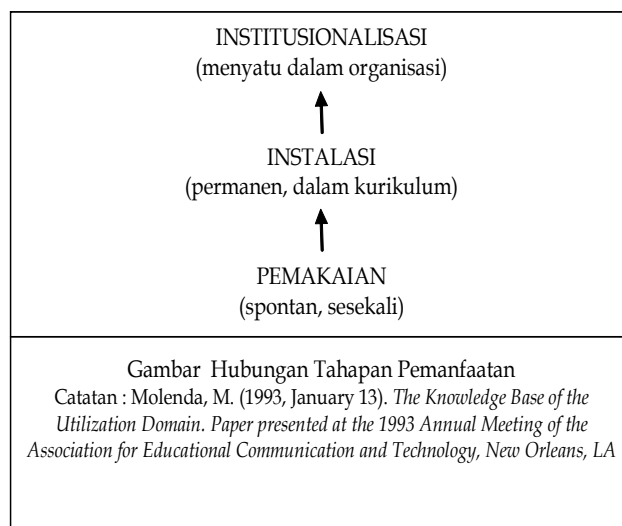 INSTITUSIONALISASI
(menyatu dalam organisasi)
INSTALASI
(permanen, dalam kurikulum)
PEMAKAIAN
(spontan, sesekali)
Gambar Hubungan Tahapan Pemanfaatan
Catatan : Molenda, M. (1993, January 13). The Knowledge Base of the
Utilization Domain. Paper presented at the 1993 Annual Meeting of the
Association for Educational Communication and Technology, New Orleans, LA